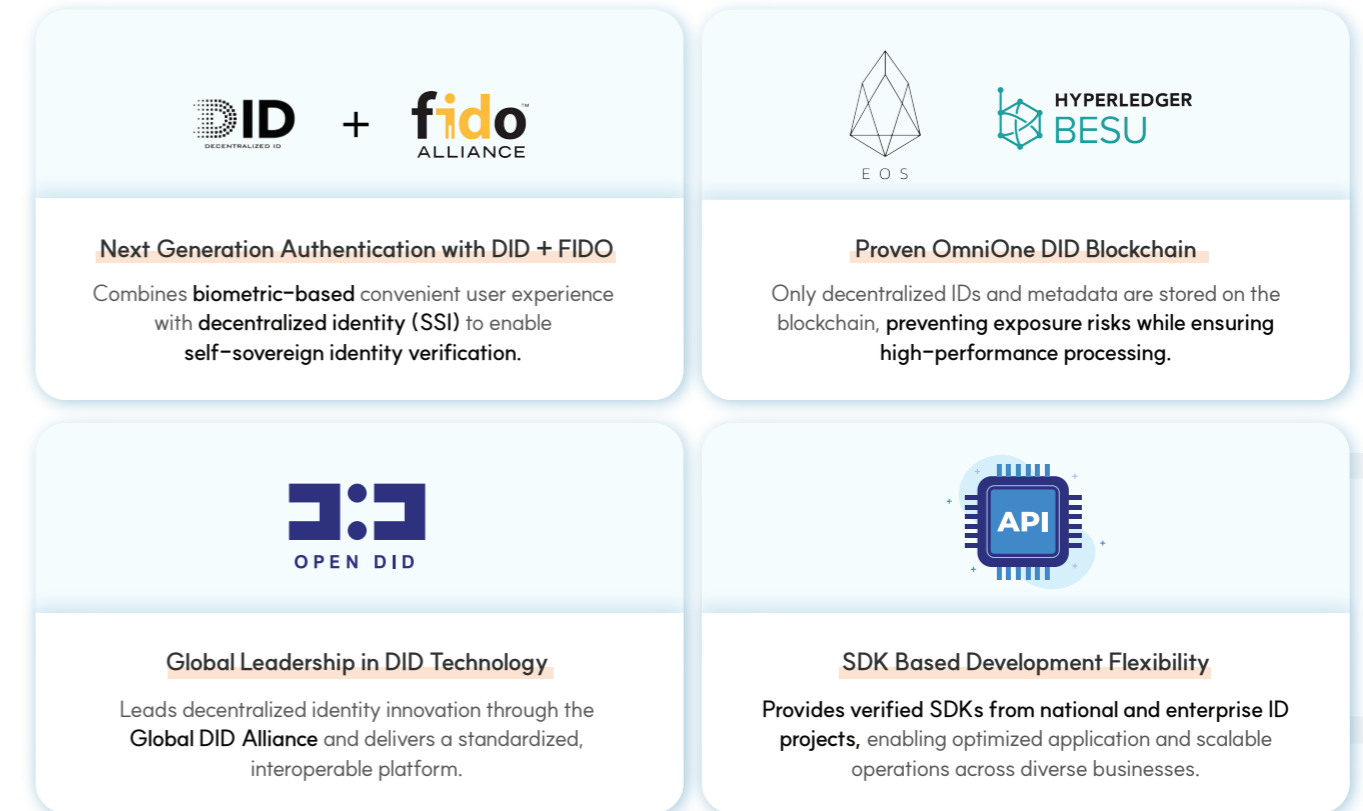 DID
DECENTRALIZED ID
+
fido™
ALLIANCE
Next Generation Authentication with DID + FIDO
Combines biometric-based convenient user experience
with decentralized identity (SSI) to enable
self-sovereign identity verification.
EOS
HYPERLEDGER
BESU
Proven OmniOne DID Blockchain
Only decentralized IDs and metadata are stored on the
blockchain, preventing exposure risks while ensuring
high-performance processing.
OPEN DID
Global Leadership in DID Technology
Leads decentralized identity innovation through the
Global DID Alliance and delivers a standardized,
interoperable platform.
API
SDK Based Development Flexibility
Provides verified SDKs from national and enterprise ID
projects, enabling optimized application and scalable
operations across diverse businesses.